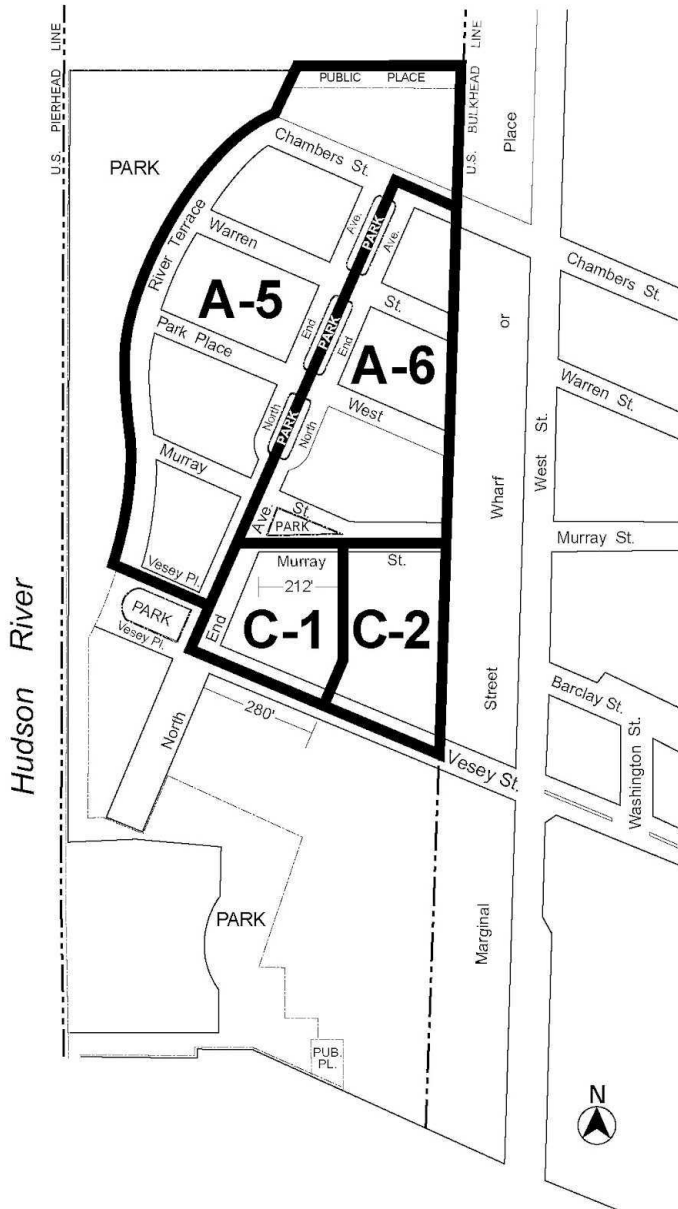 U.S. PIERHEAD LINE
U.S. BULKHEAD LINE
PUBLIC PLACE
PARK
Chambers St.
Place
River Terrace
Warren
Ave.
PARK
Ave.
Chambers St.
A-5
End
PARK
End
St.
or
Park Place
A-6
Warren St.
West
West St.
North
PARK
North
Murray
Wharf
Ave.
St.
PARK
Murray St.
Vesey Pl.
Murray St.
212'
C-1
C-2
PARK
Vesey Pl.
End
Hudson River
Street
Barclay St.
280'
North
Vesey St.
Washington St.
PARK
Marginal
PUB.
PL.
N